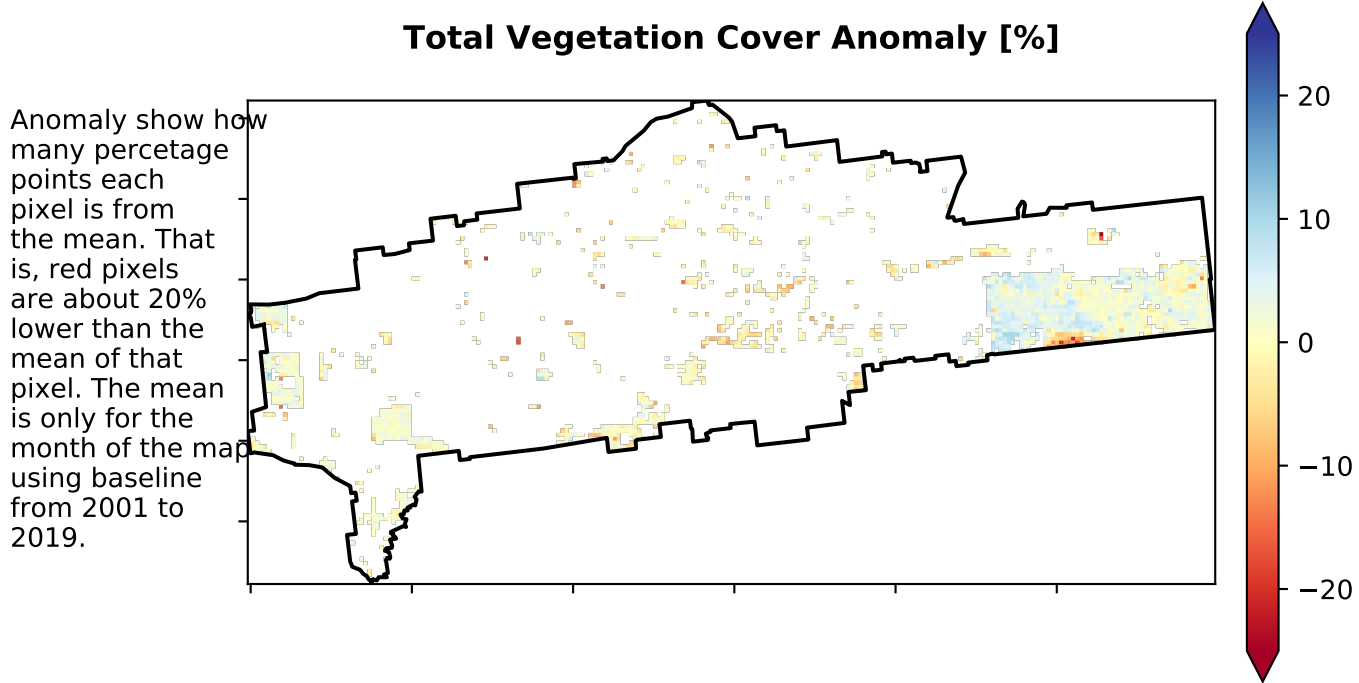 Total Vegetation Cover Anomaly [%]
Anomaly show how
many percetage
points each
pixel is from
the mean. That
is, red pixels
are about 20%
lower than the
mean of that
pixel. The mean
is only for the
month of the map
using baseline
from 2001 to
2019.
20
10
0
−10
−20